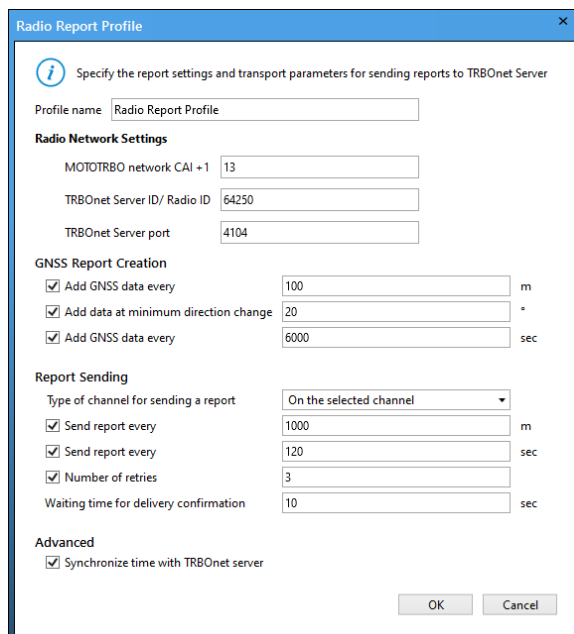 Radio Report Profile
Specify the report settings and transport parameters for sending reports to TRBOnet Server
Profile name Radio Report Profile
Radio Network Settings
MOTOTRBO network CAI +1 13
TRBOnet Server ID/ Radio ID 64250
TRBOnet Server port 4104
GNSS Report Creation
Add GNSS data every 100 m
Add data at minimum direction change 20 °
Add GNSS data every 6000 sec
Report Sending
Type of channel for sending a report On the selected channel
Send report every 1000 m
Send report every 120 sec
Number of retries 3
Waiting time for delivery confirmation 10 sec
Advanced
Synchronize time with TRBOnet server
OK Cancel